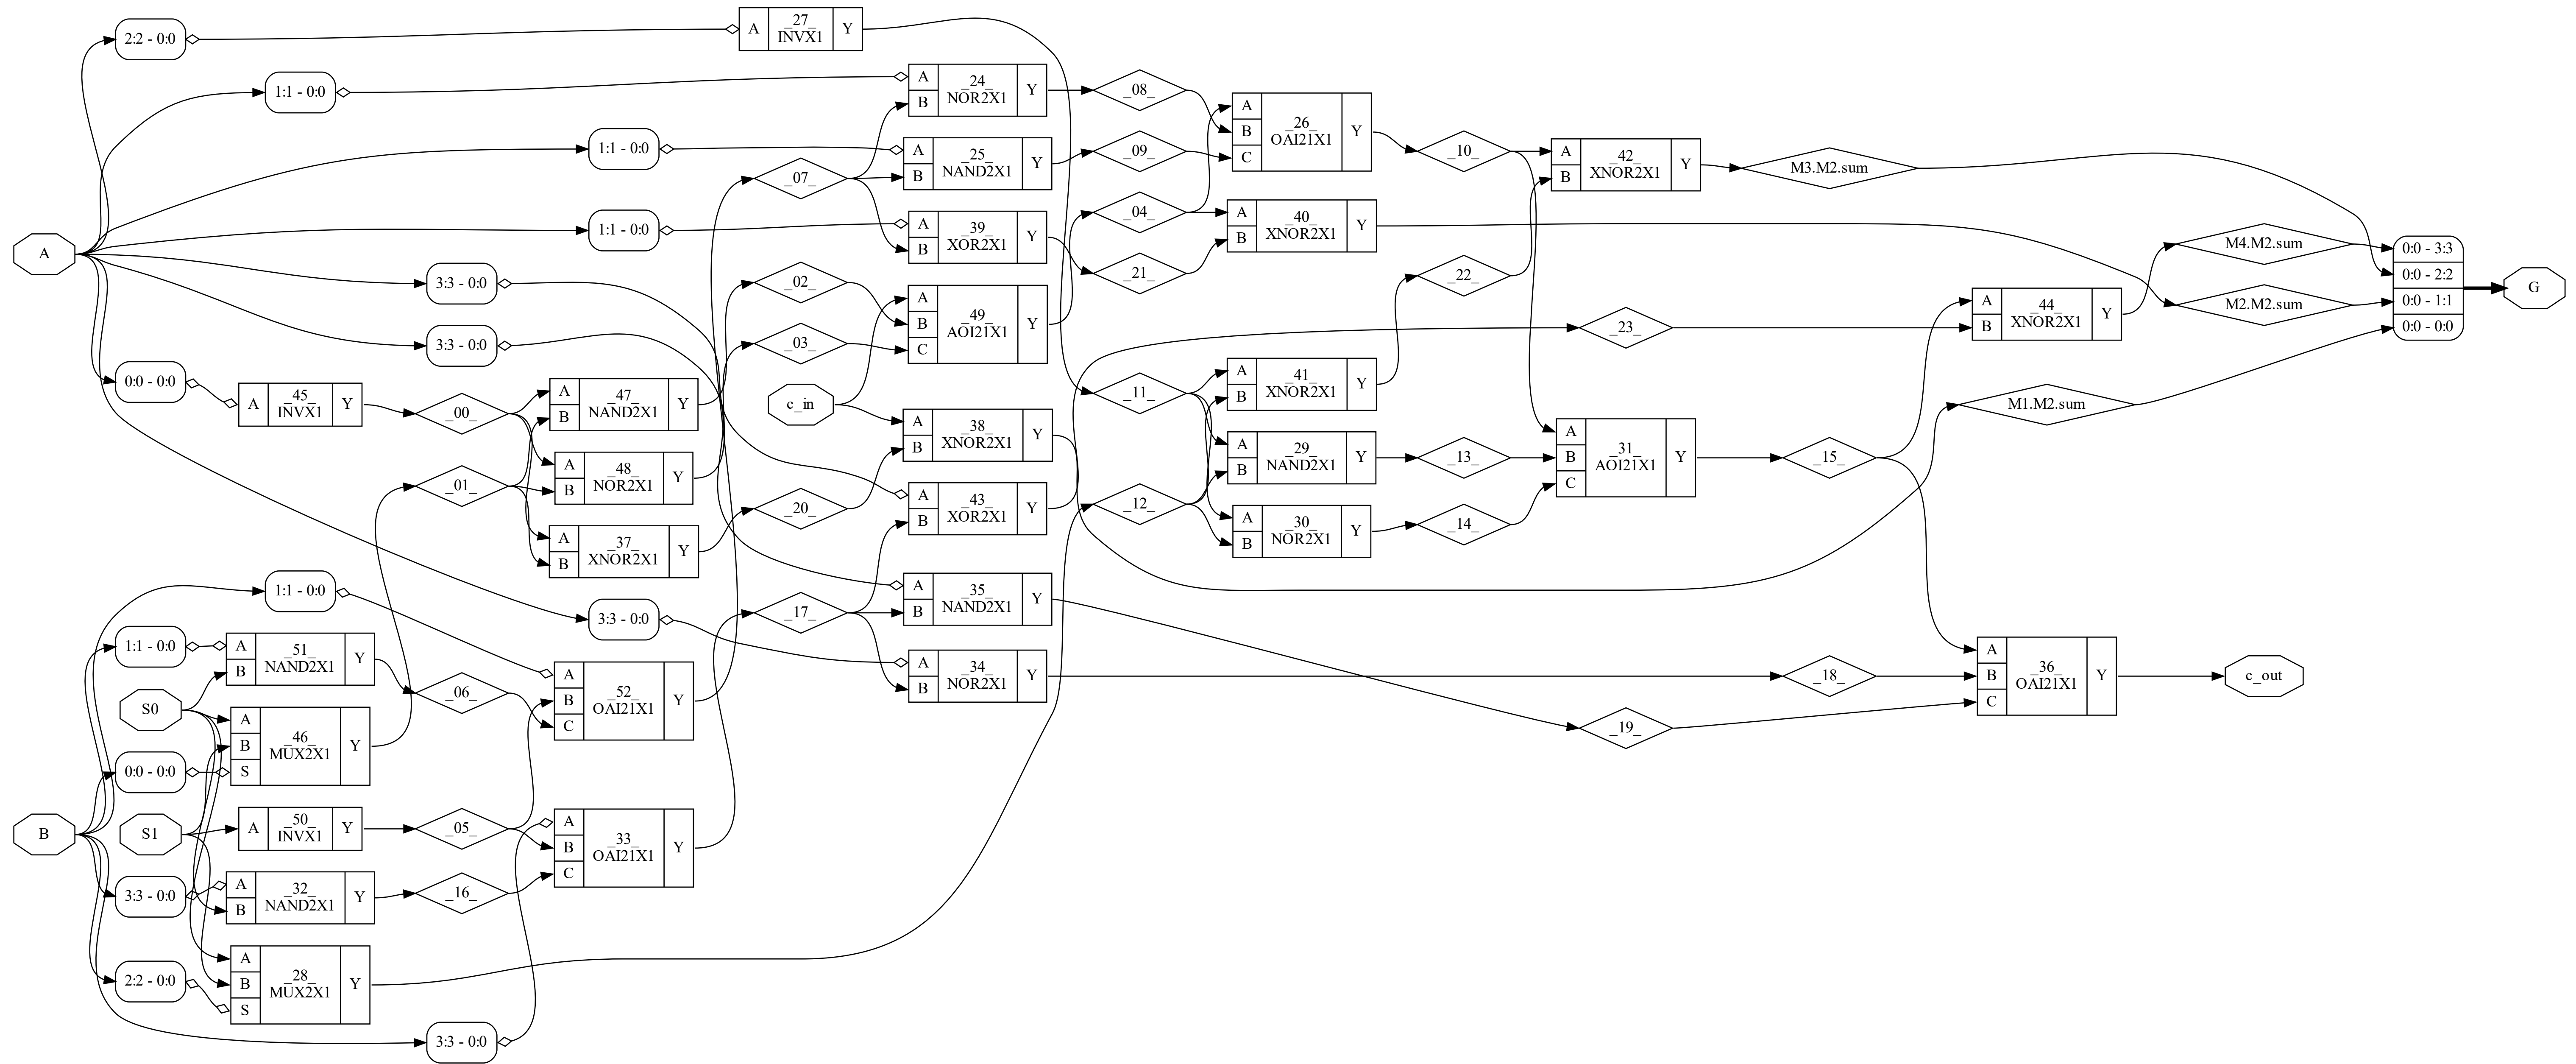 A
B
2:2 - 0:0
1:1 - 0:0
1:1 - 0:0
1:1 - 0:0
3:3 - 0:0
3:3 - 0:0
0:0 - 0:0
3:3 - 0:0
1:1 - 0:0
1:1 - 0:0
S0
0:0 - 0:0
S1
3:3 - 0:0
2:2 - 0:0
3:3 - 0:0
A _45_ INVX1 Y
A B _51_ NAND2X1 Y
A B S _46_ MUX2X1 Y
A _50_ INVX1 Y
A B _32_ NAND2X1 Y
A B S _28_ MUX2X1 Y
_00_
_01_
_06_
_05_
_16_
A B _47_ NAND2X1 Y
A B _48_ NOR2X1 Y
A B _37_ XNOR2X1 Y
A B C _52_ OAI21X1 Y
A B C _33_ OAI21X1 Y
A _27_ INVX1 Y
_07_
_02_
_03_
c_in
_20_
_17_
A B _24_ NOR2X1 Y
A B _25_ NAND2X1 Y
A B _39_ XOR2X1 Y
A B C _49_ AOI21X1 Y
A B _38_ XNOR2X1 Y
A B _43_ XOR2X1 Y
A B _35_ NAND2X1 Y
A B _34_ NOR2X1 Y
_08_
_09_
_04_
_21_
_11_
_12_
A B C _26_ OAI21X1 Y
A B _40_ XNOR2X1 Y
A B _41_ XNOR2X1 Y
A B _29_ NAND2X1 Y
A B _30_ NOR2X1 Y
_10_
_22_
_13_
_14_
A B _42_ XNOR2X1 Y
_23_
A B C _31_ AOI21X1 Y
_19_
M3.M2.sum
_15_
_18_
A B _44_ XNOR2X1 Y
M1.M2.sum
A B C _36_ OAI21X1 Y
M4.M2.sum
M2.M2.sum
c_out
0:0 - 3:3
0:0 - 2:2
0:0 - 1:1
0:0 - 0:0
G